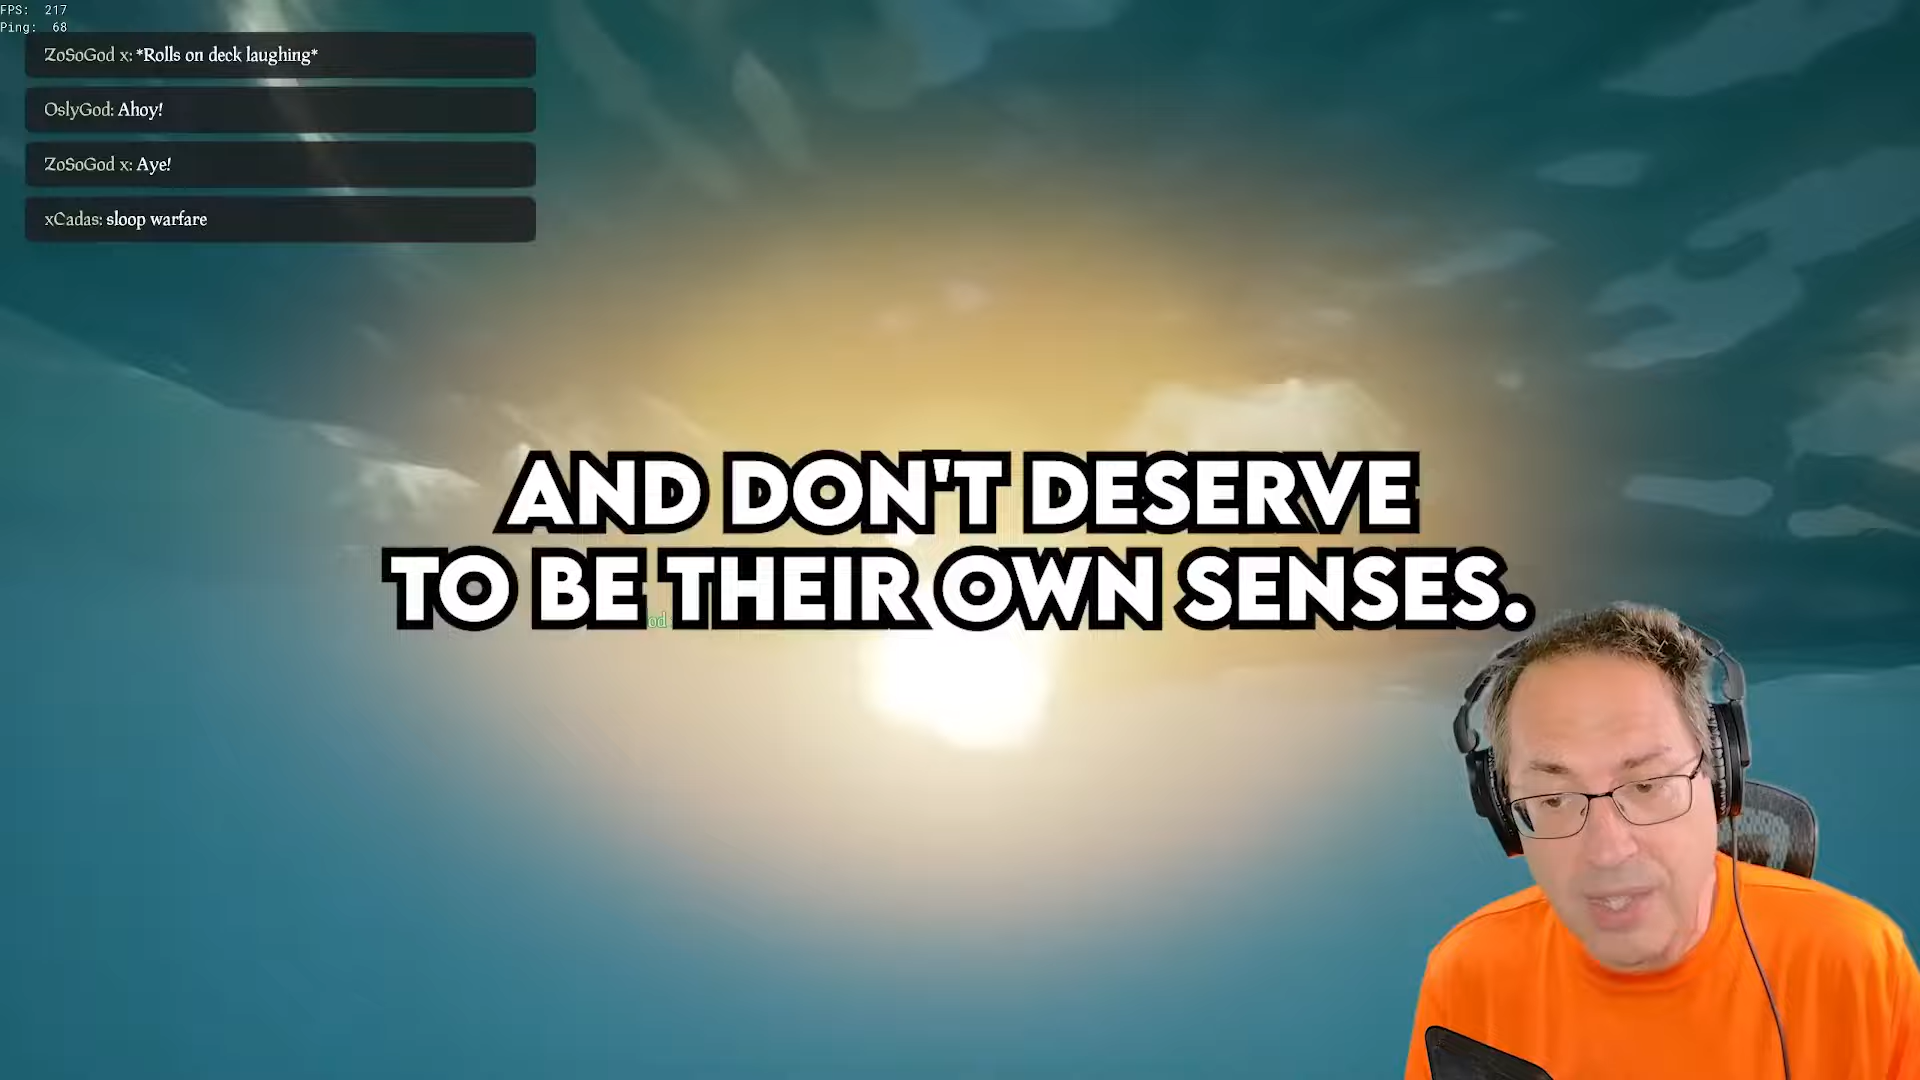 FPS: 217
Ping: 68
ZoSoGod x: *Rolls on deck laughing*
OslyGod: Ahoy!
ZoSoGod x: Aye!
xCadas: sloop warfare
AND DON'T DESERVE
TO BE THEIR OWN SENSES.
od